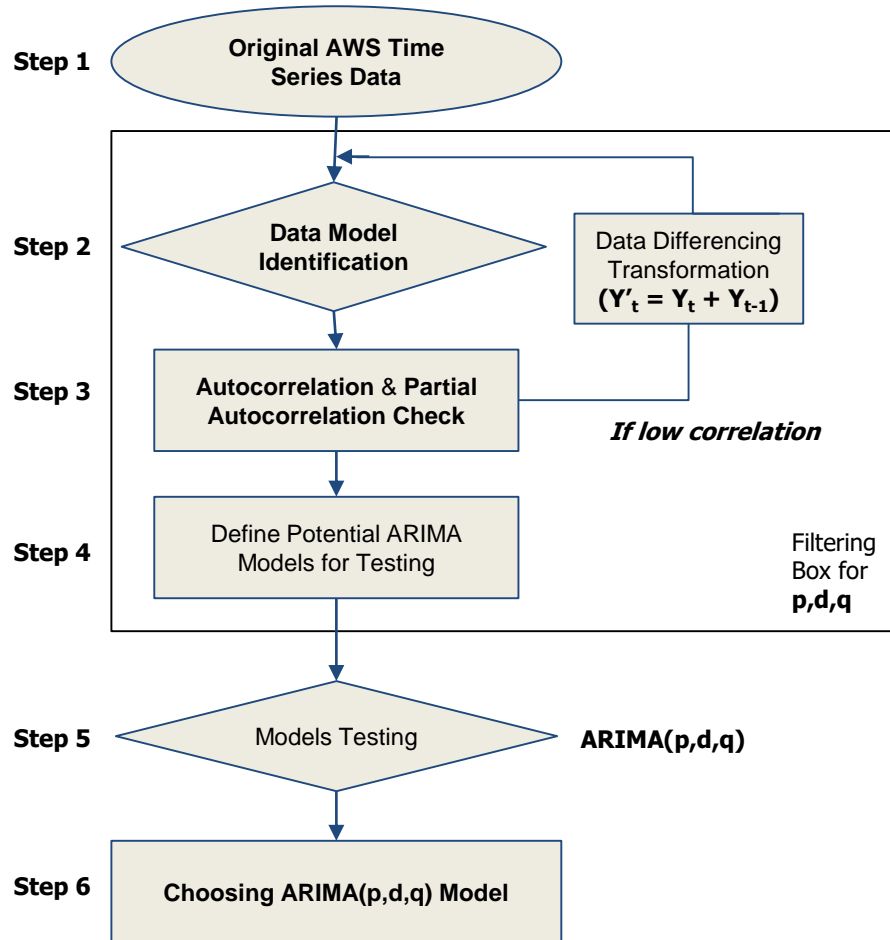 Step 1
Original AWS Time
Series Data
Step 2
Data Model
Identification
Data Differencing
Transformation
(Y'ₜ = Yₜ + Yₜ₋₁)
Step 3
Autocorrelation & Partial
Autocorrelation Check
If low correlation
Step 4
Define Potential ARIMA
Models for Testing
Filtering
Box for
p,d,q
Step 5
Models Testing
ARIMA(p,d,q)
Step 6
Choosing ARIMA(p,d,q) Model